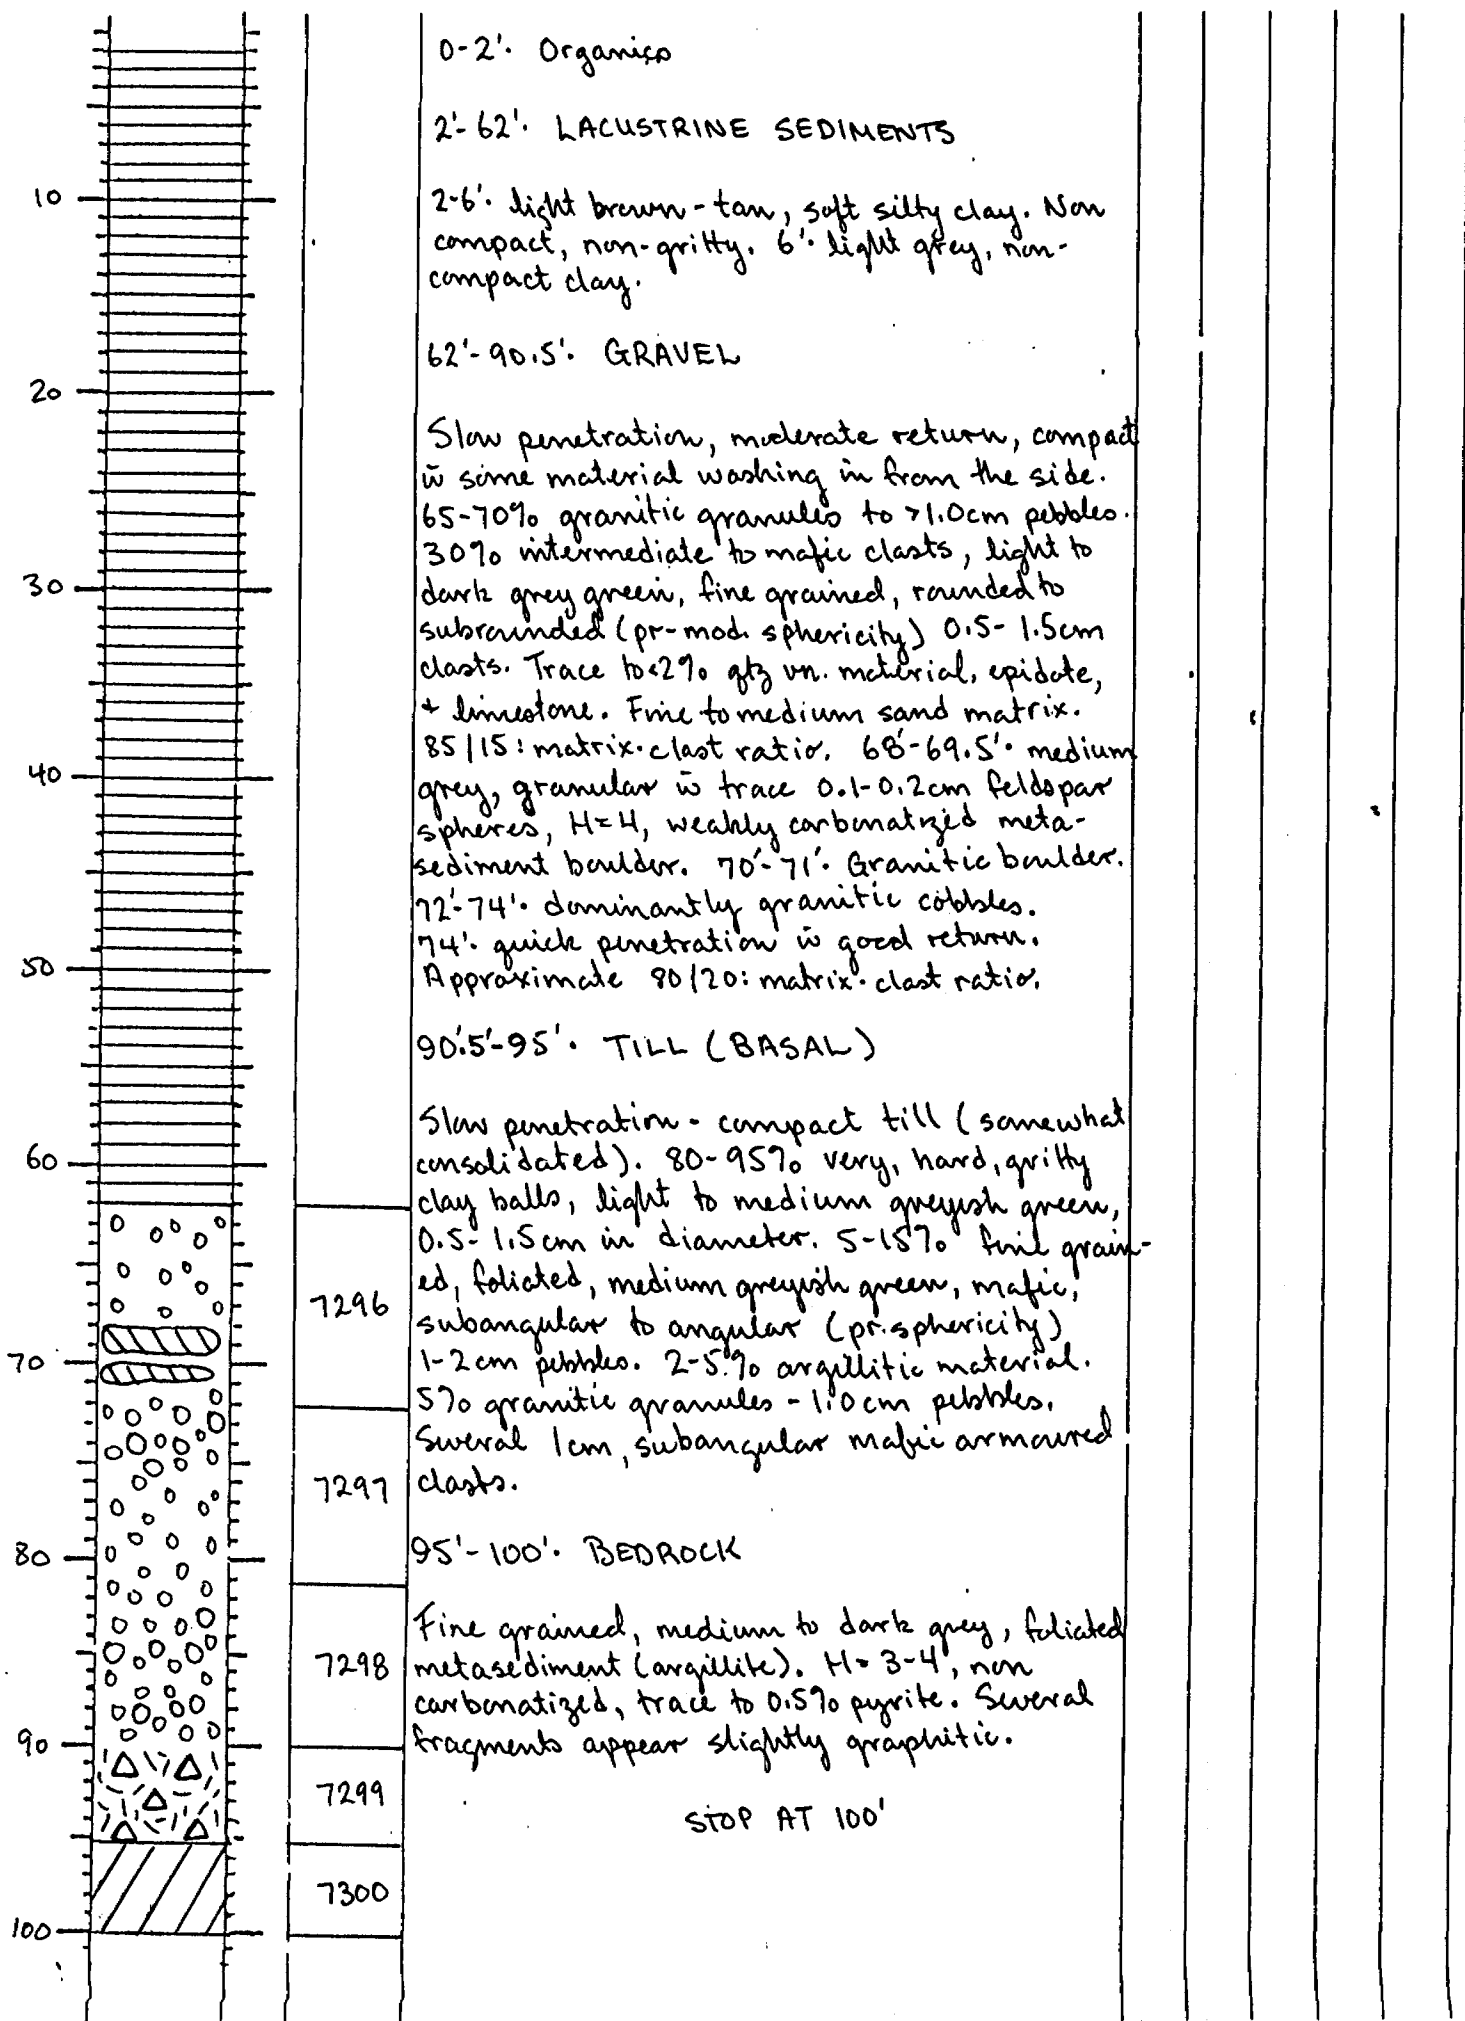 0-2'. Organics
2'-62'. LACUSTRINE SEDIMENTS
10
2-6'. light brown-tan, soft silty clay. Non
compact, non-gritty. 6'. light grey, non-
compact clay.
62'-90.5'. GRAVEL
20
Slow penetration, moderate return, compact
w̄ some material washing in from the side.
65-70% granitic granules to >1.0cm pebbles.
30% intermediate to mafic clasts, light to
30
dark grey green, fine grained, rounded to
subrounded (pr-mod. sphericity) 0.5-1.5cm
clasts. Trace to <2% qtz vn. material, epidote,
+ limestone. Fine to medium sand matrix.
85/15: matrix·clast ratio. 68'-69.5'. medium
40
grey, granular w̄ trace 0.1-0.2cm feldspar
spheres, H=4, weakly carbonatized meta-
sediment boulder. 70'-71'. Granitic boulder.
72'-74'. dominantly granitic cobbles.
74'. quick penetration w̄ good return.
50
Approximate 80/20: matrix·clast ratio.
90.5'-95'. TILL (BASAL)
Slow penetration - compact till (somewhat
60
consolidated). 80-95% very, hard, gritty
clay balls, light to medium greyish green,
0.5-1.5cm in diameter. 5-15% fine grain-
ed, foliated, medium greyish green, mafic,
7296
subangular to angular (pr. sphericity)
70
1-2cm pebbles. 2-5% argillitic material.
5% granitic granules - 1.0cm pebbles.
Several 1cm, subangular mafic armoured
7297
clasts.
80
95'-100'. BEDROCK
Fine grained, medium to dark grey, foliated
7298
metasediment (argillite). H=3-4, non
carbonatized, trace to 0.5% pyrite. Several
90
fragments appear slightly graphitic.
7299
STOP AT 100'
7300
100